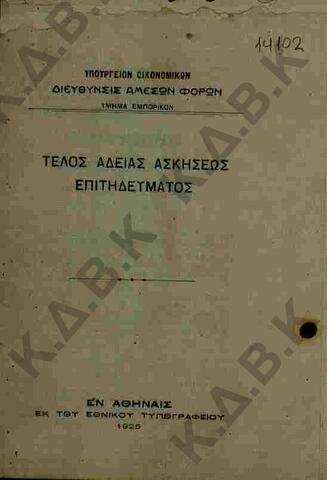 14102
ΥΠΟΥΡΓΕΙΟΝ ΟΙΚΟΝΟΜΙΚΩΝ
ΔΙΕΥΘΥΝΣΙΣ ΑΜΕΣΩΝ ΦΟΡΩΝ
ΤΜΗΜΑ ΕΜΠΟΡΙΚΟΝ
ΤΕΛΟΣ ΑΔΕΙΑΣ ΑΣΚΗΣΕΩΣ
ΕΠΙΤΗΔΕΥΜΑΤΟΣ
ΕΝ ΑΘΗΝΑΙΣ
ΕΚ ΤΟΥ ΕΘΝΙΚΟΥ ΤΥΠΟΓΡΑΦΕΙΟΥ
1925
Κ.Δ.Β.Κ
Κ.Δ.Β.Κ
Κ.Δ.Β.Κ